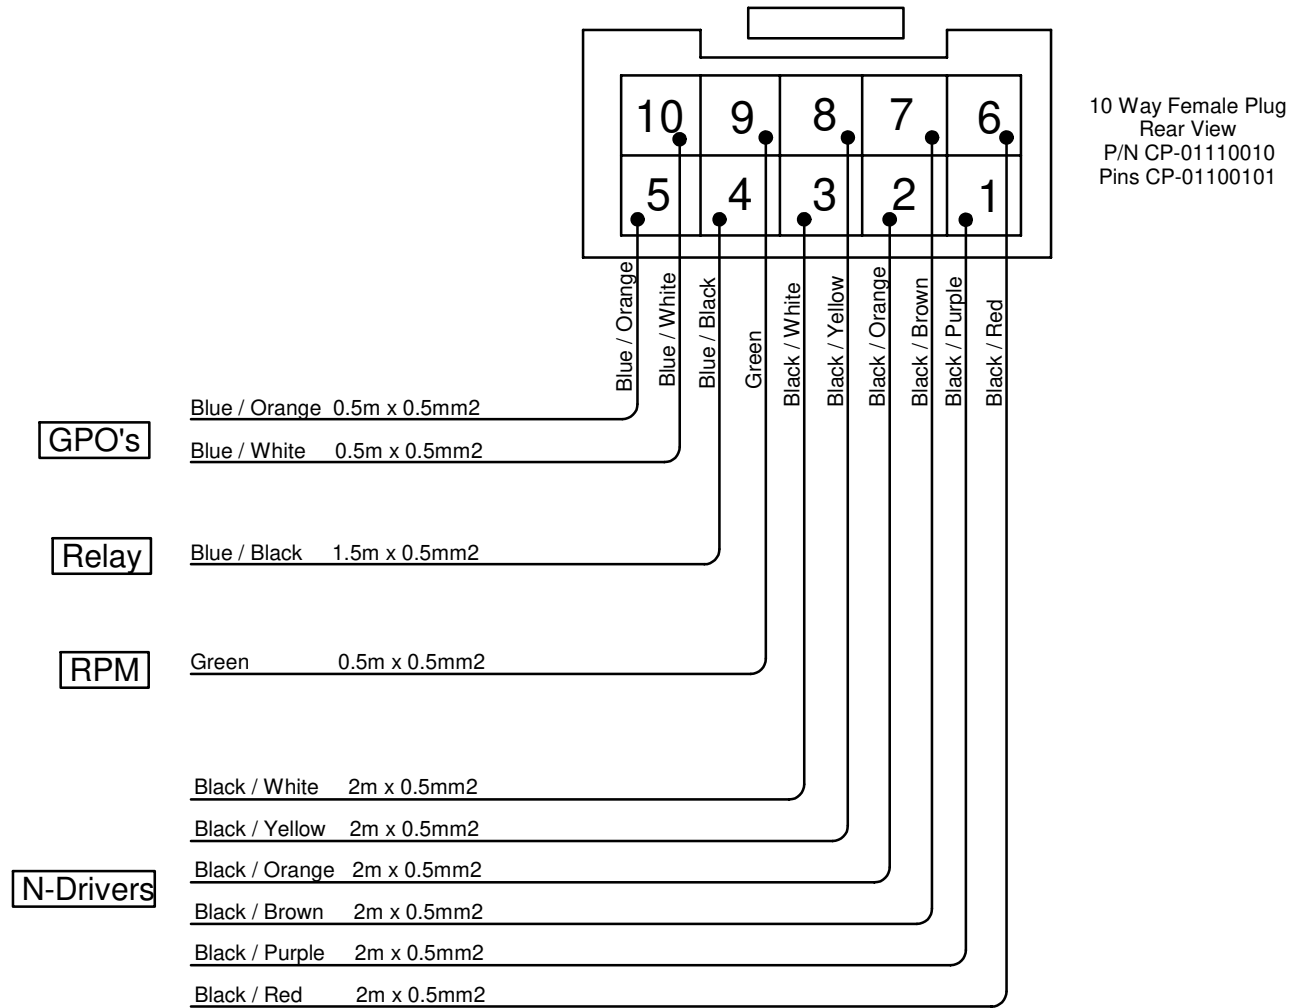 10 9 8 7 6
5 4 3 2 1
10 Way Female Plug
Rear View
P/N CP-01110010
Pins CP-01100101
Blue / Orange
Blue / White
Blue / Black
Green
Black / White
Black / Yellow
Black / Orange
Black / Brown
Black / Purple
Black / Red
GPO's
Blue / Orange 0.5m x 0.5mm2
Blue / White 0.5m x 0.5mm2
Relay
Blue / Black 1.5m x 0.5mm2
RPM
Green 0.5m x 0.5mm2
N-Drivers
Black / White 2m x 0.5mm2
Black / Yellow 2m x 0.5mm2
Black / Orange 2m x 0.5mm2
Black / Brown 2m x 0.5mm2
Black / Purple 2m x 0.5mm2
Black / Red 2m x 0.5mm2